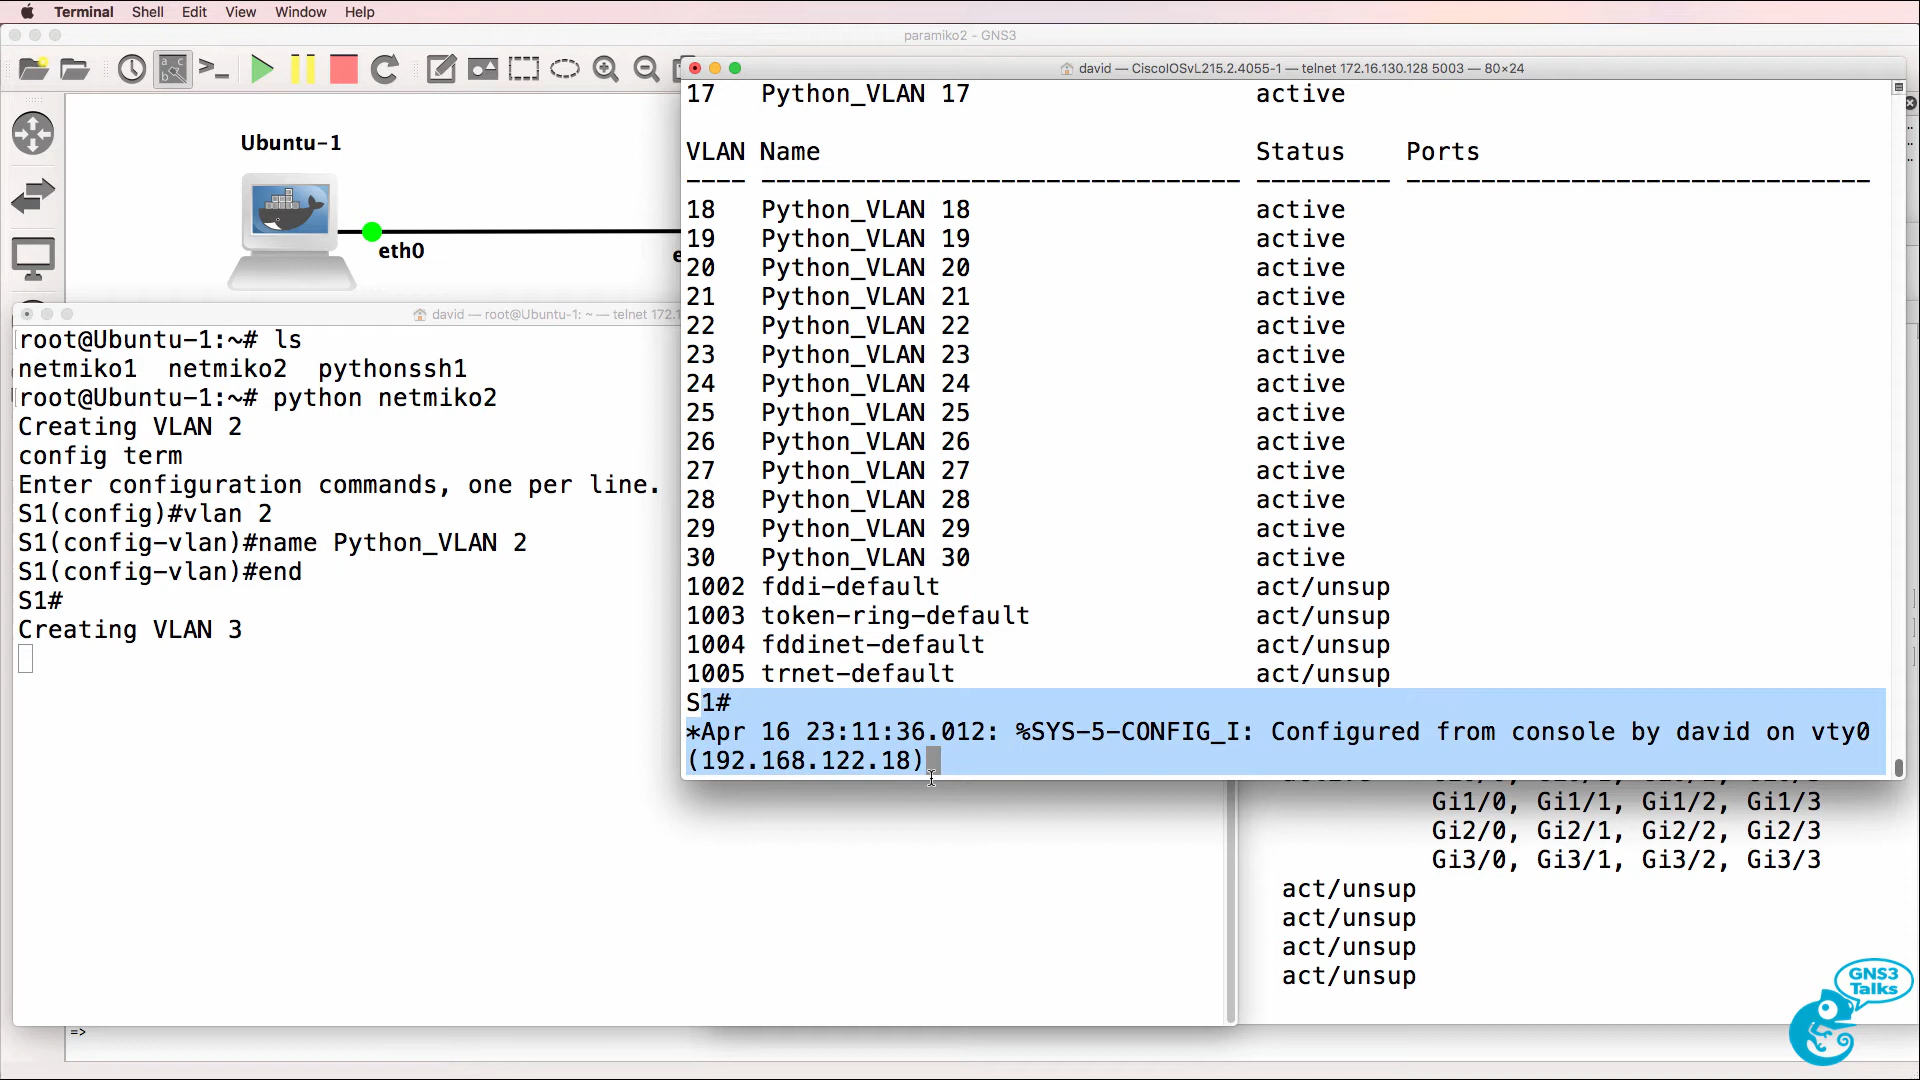 Terminal Shell Edit View Window Help
paramiko2 - GNS3
david — CiscoIOSvL215.2.4055-1 — telnet 172.16.130.128 5003 — 80×24
17 Python_VLAN 17 active
VLAN Name Status Ports
---- -------------------------------- --------- -------------------------------
18 Python_VLAN 18 active
19 Python_VLAN 19 active
20 Python_VLAN 20 active
21 Python_VLAN 21 active
22 Python_VLAN 22 active
23 Python_VLAN 23 active
24 Python_VLAN 24 active
25 Python_VLAN 25 active
26 Python_VLAN 26 active
27 Python_VLAN 27 active
28 Python_VLAN 28 active
29 Python_VLAN 29 active
30 Python_VLAN 30 active
1002 fddi-default act/unsup
1003 token-ring-default act/unsup
1004 fddinet-default act/unsup
1005 trnet-default act/unsup
S1#
*Apr 16 23:11:36.012: %SYS-5-CONFIG_I: Configured from console by david on vty0
(192.168.122.18)
Ubuntu-1
eth0
e
david — root@Ubuntu-1: ~ — telnet 172.1
root@Ubuntu-1:~# ls
netmiko1 netmiko2 pythonssh1
root@Ubuntu-1:~# python netmiko2
Creating VLAN 2
config term
Enter configuration commands, one per line.
S1(config)#vlan 2
S1(config-vlan)#name Python_VLAN 2
S1(config-vlan)#end
S1#
Creating VLAN 3
Gi1/0, Gi1/1, Gi1/2, Gi1/3
Gi2/0, Gi2/1, Gi2/2, Gi2/3
Gi3/0, Gi3/1, Gi3/2, Gi3/3
act/unsup
act/unsup
act/unsup
act/unsup
=>
GNS3
Talks